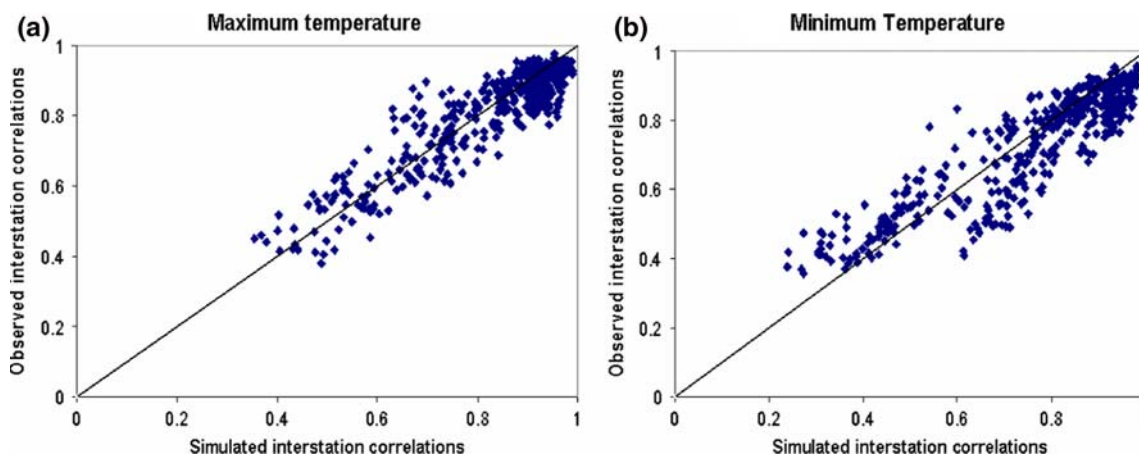 (a) Maximum temperature
Observed interstation correlations
1
0.8
0.6
0.4
0.2
0
0 0.2 0.4 0.6 0.8 1
Simulated interstation correlations
(b) Minimum Temperature
Observed interstation correlations
1
0.8
0.6
0.4
0.2
0
0 0.2 0.4 0.6 0.8
Simulated interstation correlations